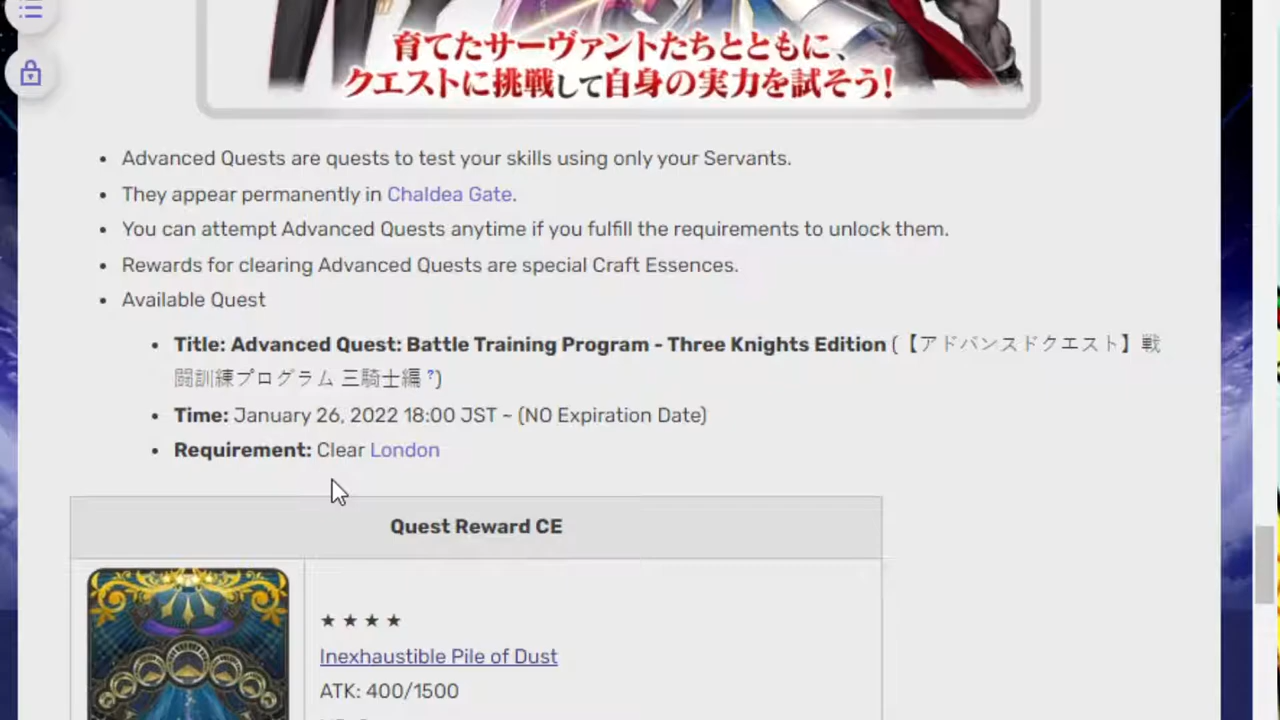 育てたサーヴァントたちとともに、
クエストに挑戦して自身の実力を試そう!
Advanced Quests are quests to test your skills using only your Servants.
They appear permanently in Chaldea Gate.
You can attempt Advanced Quests anytime if you fulfill the requirements to unlock them.
Rewards for clearing Advanced Quests are special Craft Essences.
Available Quest
Title: Advanced Quest: Battle Training Program - Three Knights Edition (【アドバンスドクエスト】戦
闘訓練プログラム 三騎士編 ?)
Time: January 26, 2022 18:00 JST ~ (NO Expiration Date)
Requirement: Clear London
Quest Reward CE
★ ★ ★ ★
Inexhaustible Pile of Dust
ATK: 400/1500